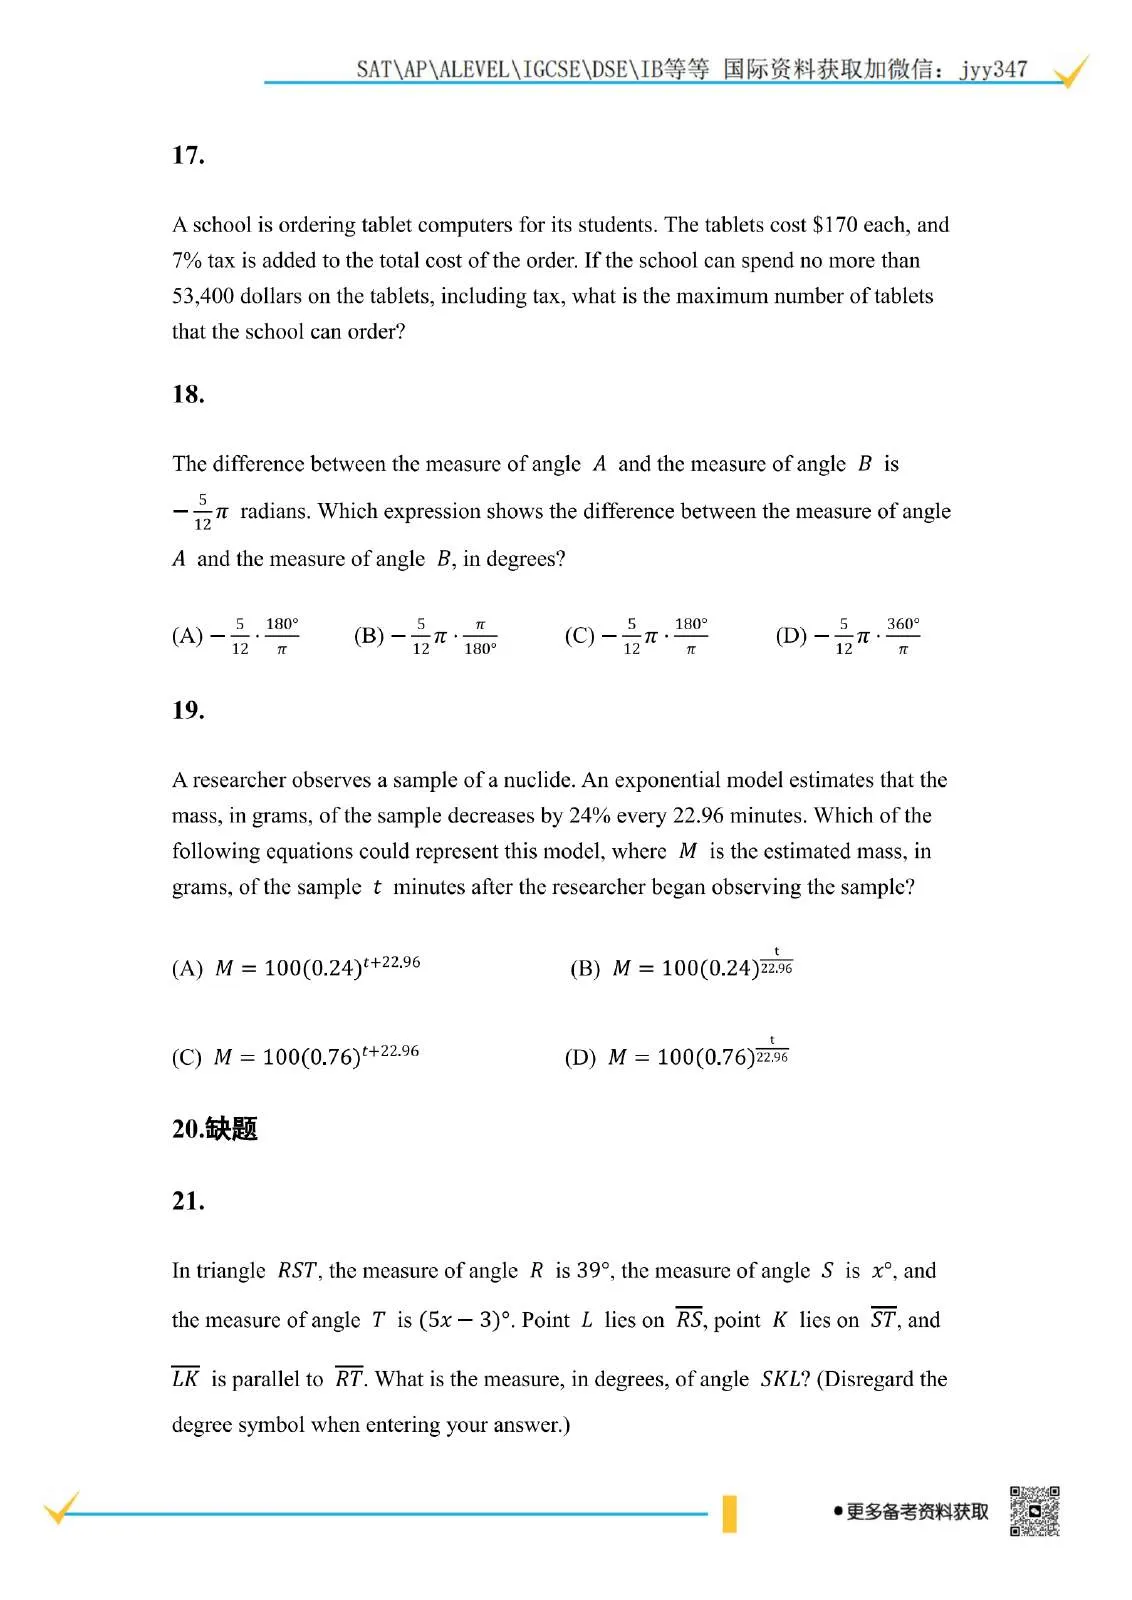 SAT\AP\ALEVEL\IGCSE\DSE\IB等等 国际资料获取加微信：jyy347
17.
A school is ordering tablet computers for its students. The tablets cost $170 each, and
7% tax is added to the total cost of the order. If the school can spend no more than
53,400 dollars on the tablets, including tax, what is the maximum number of tablets
that the school can order?
18.
The difference between the measure of angle A and the measure of angle B is
−5/12π radians. Which expression shows the difference between the measure of angle
A and the measure of angle B, in degrees?
(A) −5/12 · 180°/π (B) −5/12π · π/180° (C) −5/12π · 180°/π (D) −5/12π · 360°/π
19.
A researcher observes a sample of a nuclide. An exponential model estimates that the
mass, in grams, of the sample decreases by 24% every 22.96 minutes. Which of the
following equations could represent this model, where M is the estimated mass, in
grams, of the sample t minutes after the researcher began observing the sample?
(A) M = 100(0.24)^(t+22.96) (B) M = 100(0.24)^(t/22.96)
(C) M = 100(0.76)^(t+22.96) (D) M = 100(0.76)^(t/22.96)
20.缺题
21.
In triangle RST, the measure of angle R is 39°, the measure of angle S is x°, and
the measure of angle T is (5x − 3)°. Point L lies on RS, point K lies on ST, and
LK is parallel to RT. What is the measure, in degrees, of angle SKL? (Disregard the
degree symbol when entering your answer.)
•更多备考资料获取